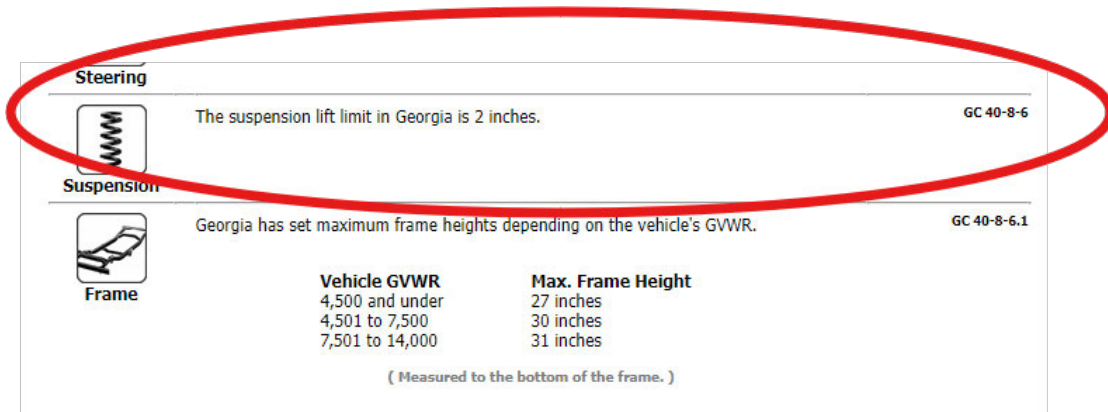 Steering
The suspension lift limit in Georgia is 2 inches. GC 40-8-6
Suspension
Georgia has set maximum frame heights depending on the vehicle's GVWR. GC 40-8-6.1
Frame
Vehicle GVWR Max. Frame Height
4,500 and under 27 inches
4,501 to 7,500 30 inches
7,501 to 14,000 31 inches
( Measured to the bottom of the frame. )